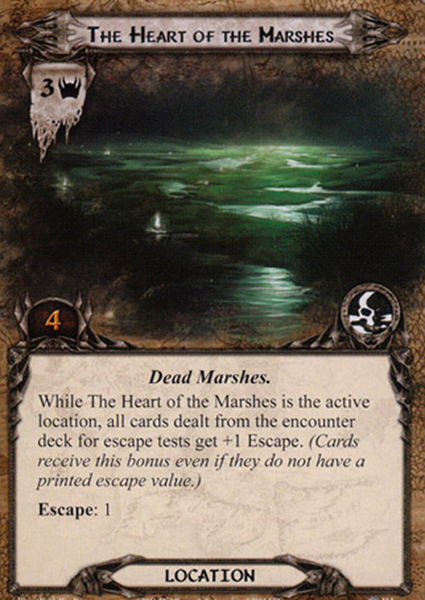 The Heart of the Marshes
3
4
Dead Marshes.
While The Heart of the Marshes is the active
location, all cards dealt from the encounter
deck for escape tests get +1 Escape. (Cards
receive this bonus even if they do not have a
printed escape value.)
Escape: 1
LOCATION